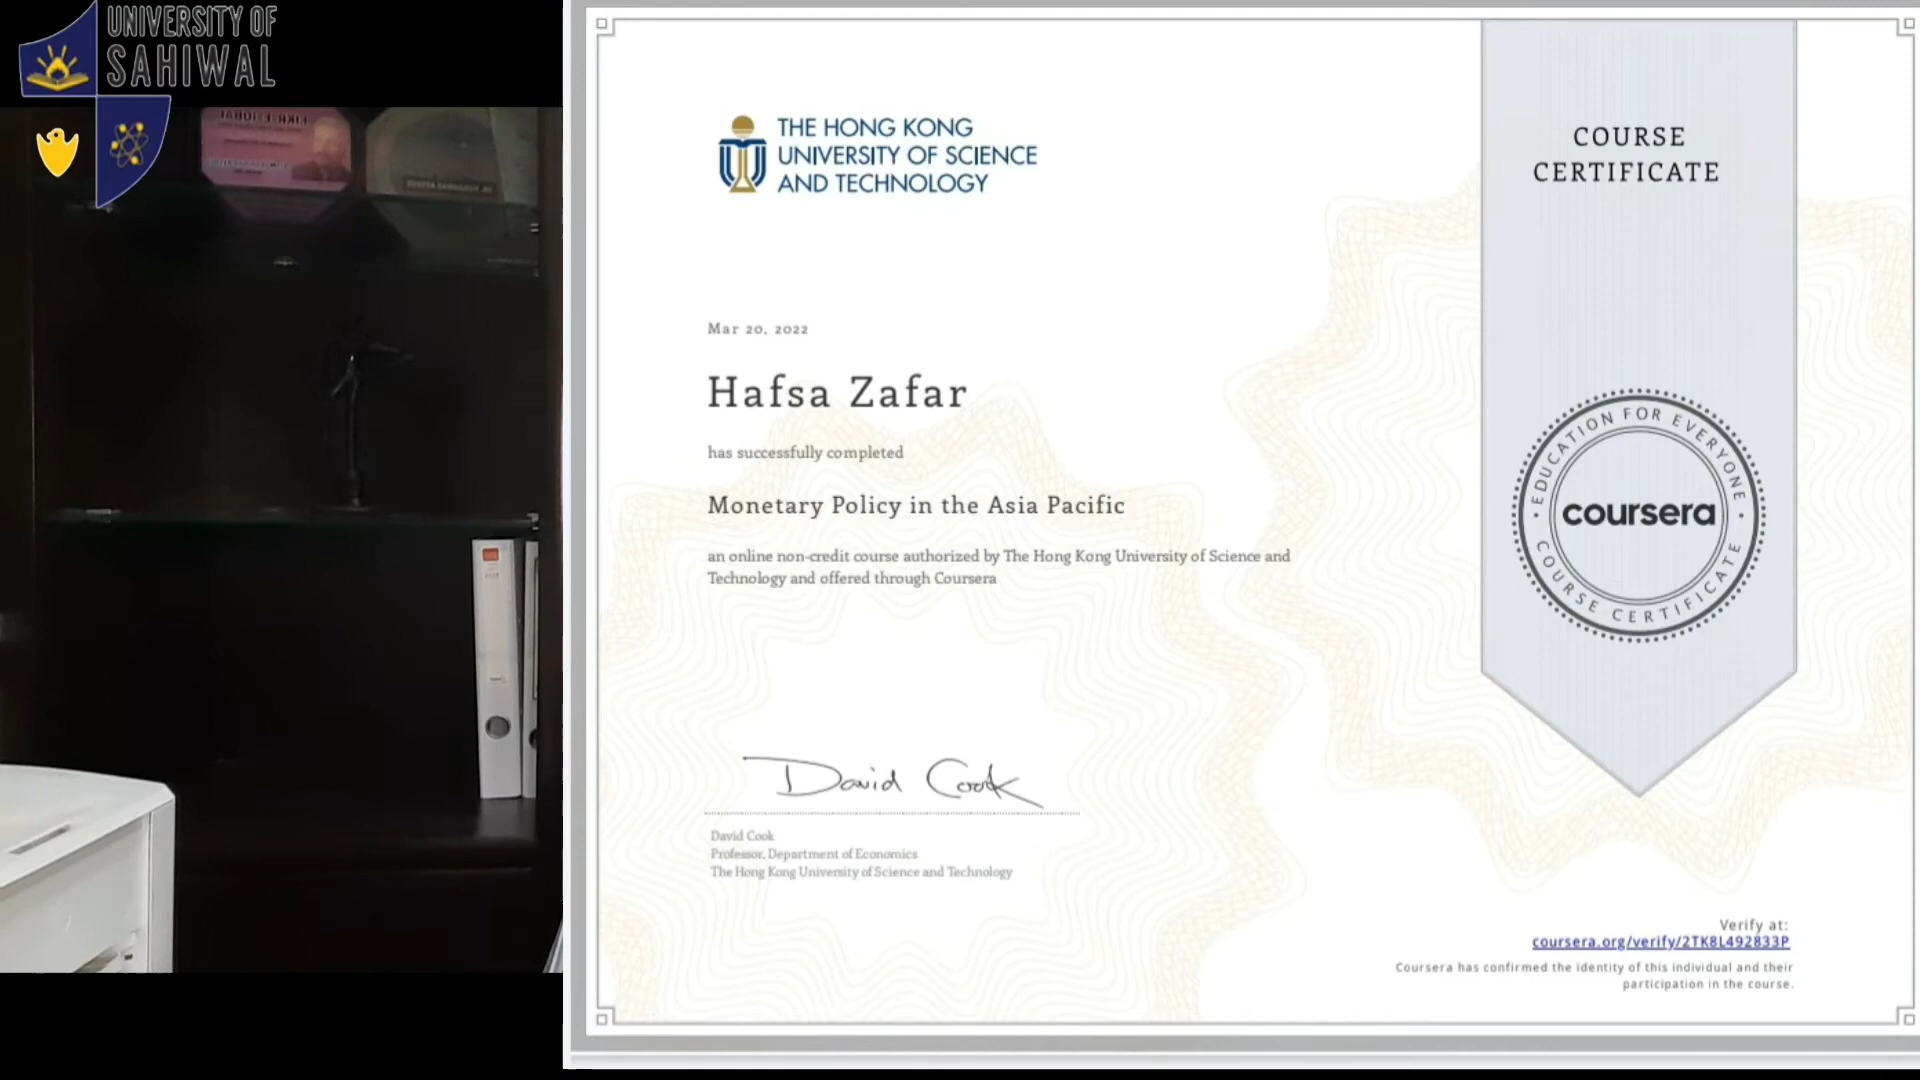 UNIVERSITY OF
SAHIWAL
THE HONG KONG
UNIVERSITY OF SCIENCE
AND TECHNOLOGY
COURSE
CERTIFICATE
Mar 20, 2022
Hafsa Zafar
has successfully completed
Monetary Policy in the Asia Pacific
an online non-credit course authorized by The Hong Kong University of Science and
Technology and offered through Coursera
EDUCATION FOR EVERYONE
coursera
COURSE CERTIFICATE
David Cook
David Cook
Professor, Department of Economics
The Hong Kong University of Science and Technology
Verify at:
coursera.org/verify/2TK8L492833P
Coursera has confirmed the identity of this individual and their
participation in the course.